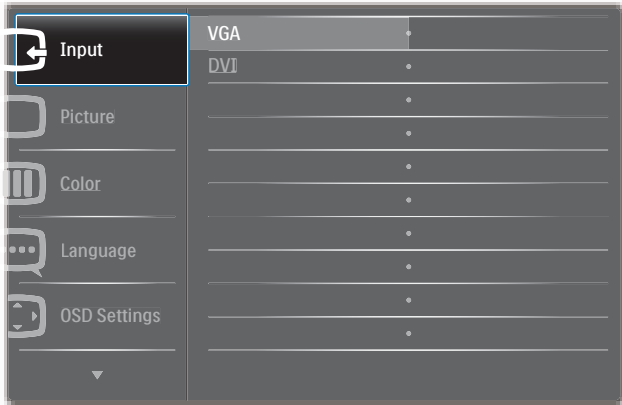 Input
VGA
DVI
Picture
Color
Language
OSD Settings